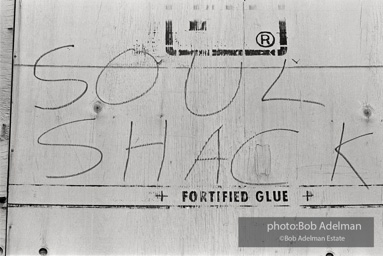 ®
SOUL
SHACK
+ FORTIFIED GLUE +
photo:Bob Adelman
©Bob Adelman Estate